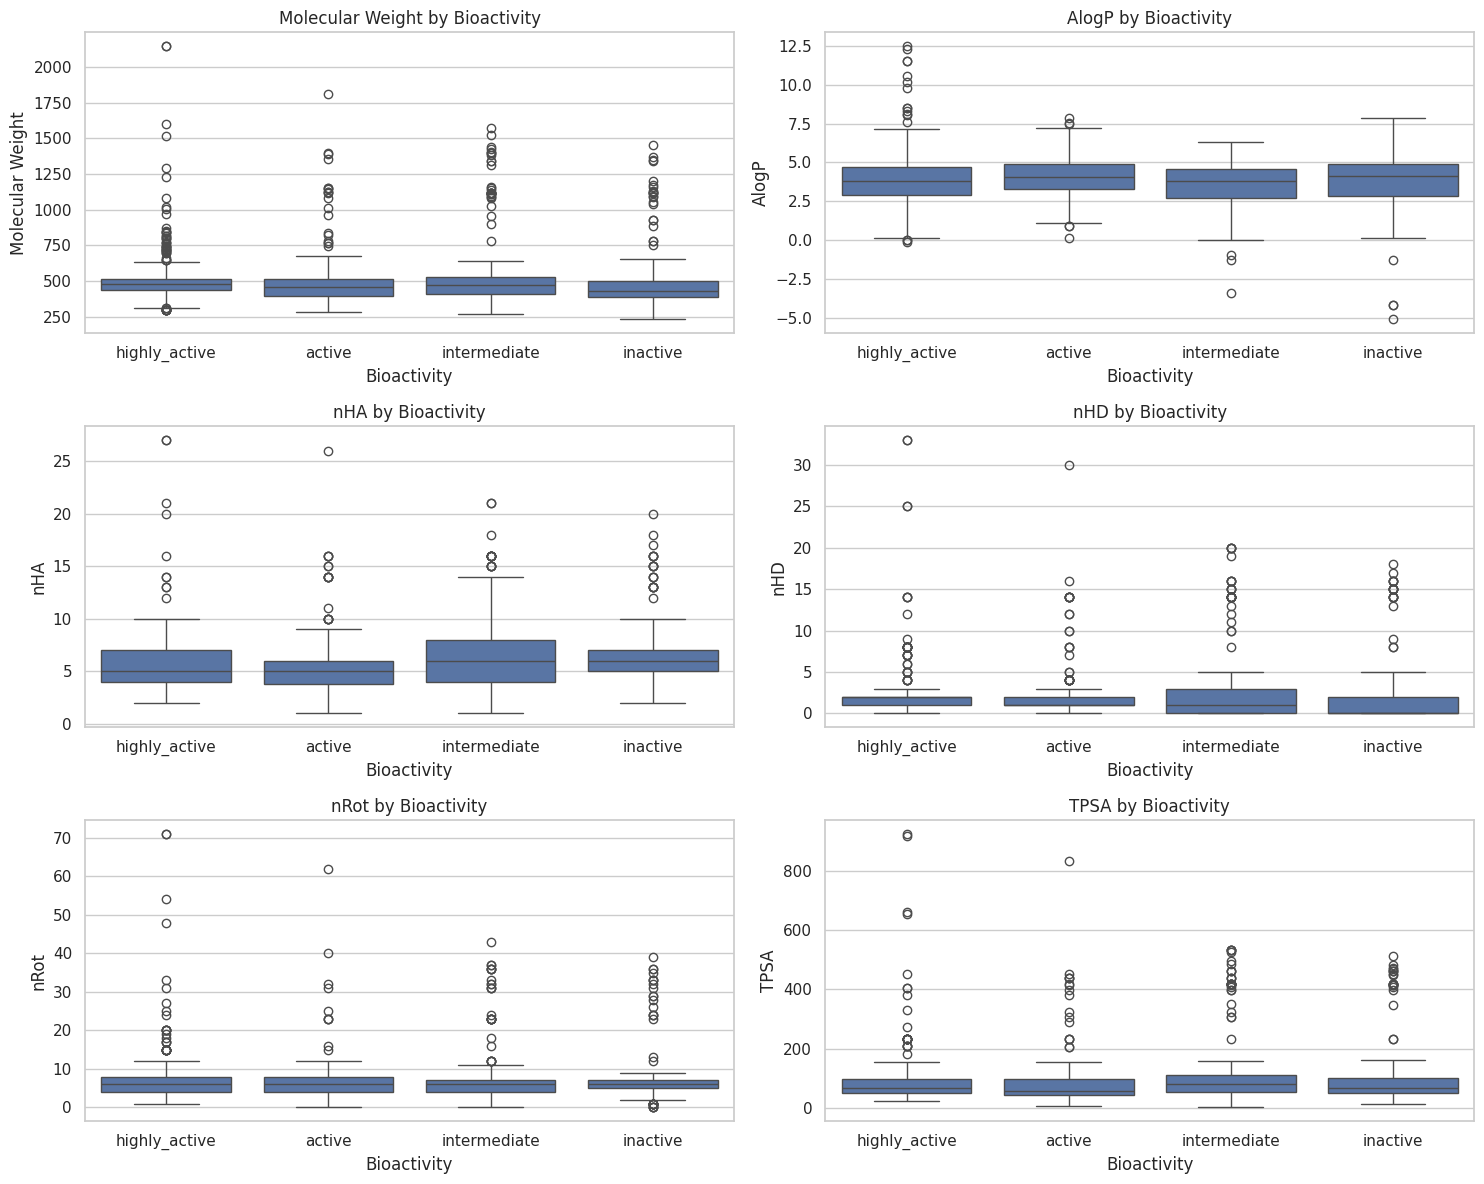 Molecular Weight by Bioactivity
Molecular Weight
2000
1750
1500
1250
1000
750
500
250
highly_active active intermediate inactive
Bioactivity
AlogP by Bioactivity
AlogP
12.5
10.0
7.5
5.0
2.5
0.0
−2.5
−5.0
highly_active active intermediate inactive
Bioactivity
nHA by Bioactivity
nHA
25
20
15
10
5
0
highly_active active intermediate inactive
Bioactivity
nHD by Bioactivity
nHD
30
25
20
15
10
5
0
highly_active active intermediate inactive
Bioactivity
nRot by Bioactivity
nRot
70
60
50
40
30
20
10
0
highly_active active intermediate inactive
Bioactivity
TPSA by Bioactivity
TPSA
800
600
400
200
0
highly_active active intermediate inactive
Bioactivity